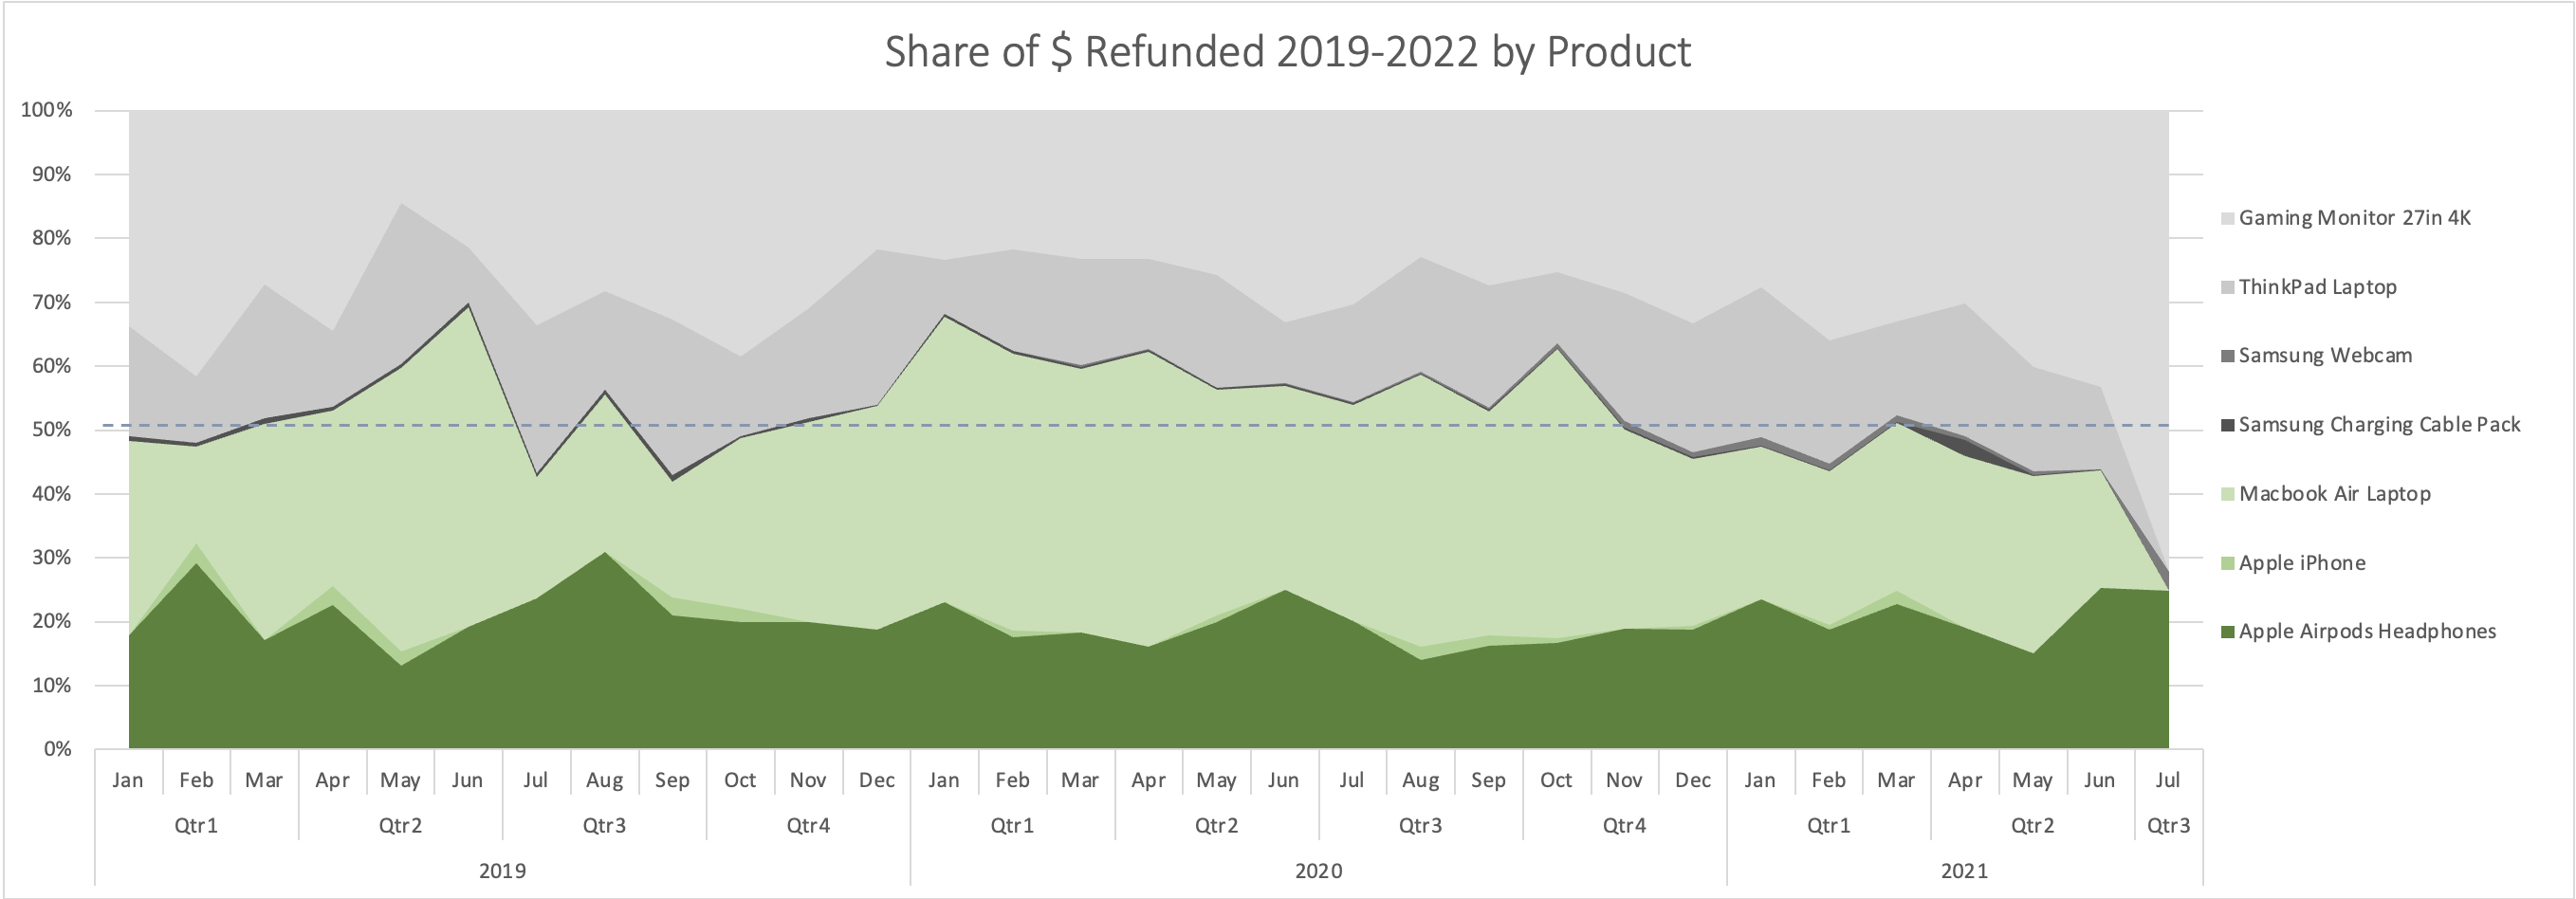 Share of $ Refunded 2019-2022 by Product
100%
90%
80%
70%
60%
50%
40%
30%
20%
10%
0%
Gaming Monitor 27in 4K
ThinkPad Laptop
Samsung Webcam
Samsung Charging Cable Pack
Macbook Air Laptop
Apple iPhone
Apple Airpods Headphones
Jan Feb Mar Apr May Jun Jul Aug Sep Oct Nov Dec Jan Feb Mar Apr May Jun Jul Aug Sep Oct Nov Dec Jan Feb Mar Apr May Jun Jul
Qtr1 Qtr2 Qtr3 Qtr4 Qtr1 Qtr2 Qtr3 Qtr4 Qtr1 Qtr2 Qtr3
2019 2020 2021